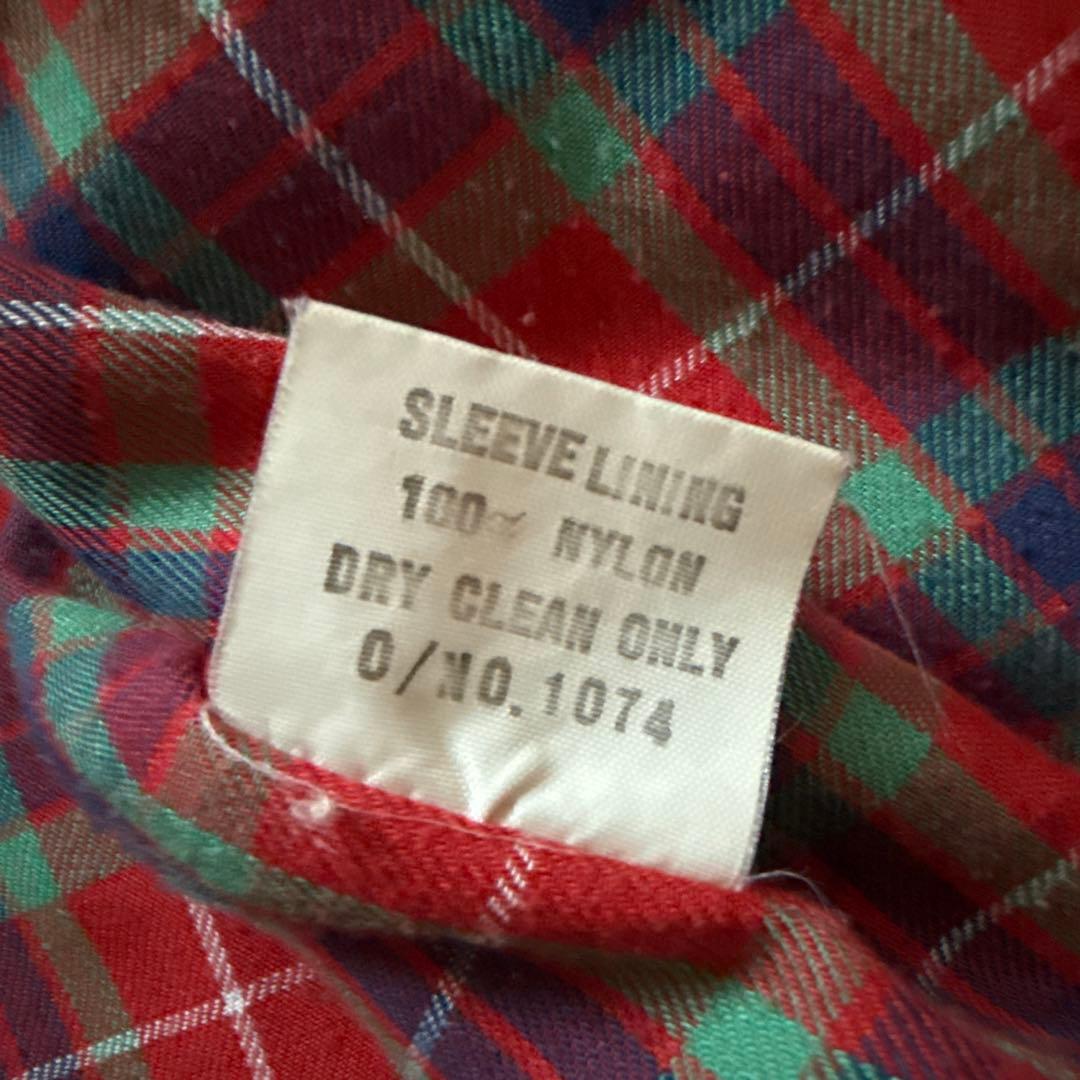 SLEEVE LINING
100% NYLON
DRY CLEAN ONLY
O/NO. 1074